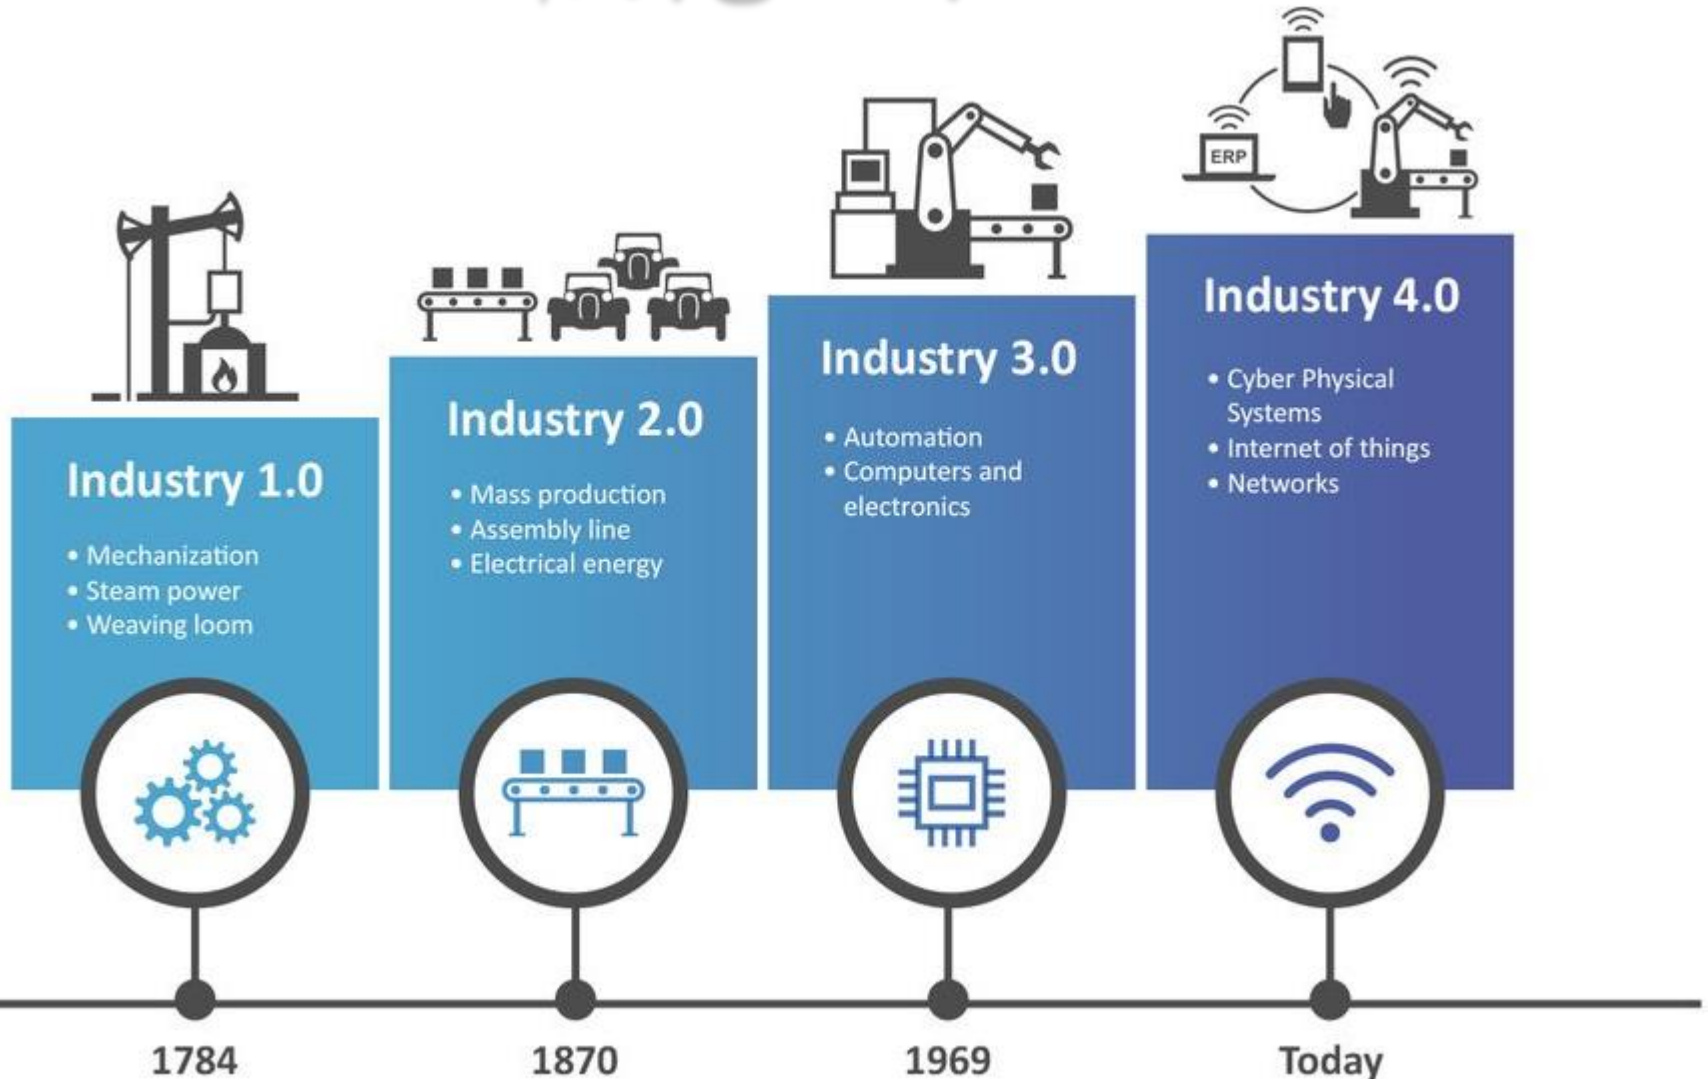 ERP
Industry 1.0
• Mechanization
• Steam power
• Weaving loom
Industry 2.0
• Mass production
• Assembly line
• Electrical energy
Industry 3.0
• Automation
• Computers and
electronics
Industry 4.0
• Cyber Physical
Systems
• Internet of things
• Networks
1784
1870
1969
Today